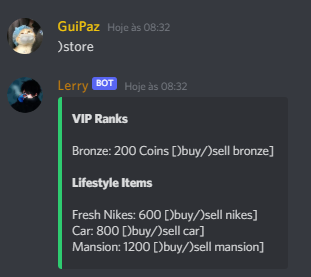 GuiPaz Hoje às 08:32
)store
Lerry BOT Hoje às 08:32
VIP Ranks
Bronze: 200 Coins [)buy/)sell bronze]
Lifestyle Items
Fresh Nikes: 600 [)buy/)sell nikes]
Car: 800 [)buy/)sell car]
Mansion: 1200 [)buy/)sell mansion]